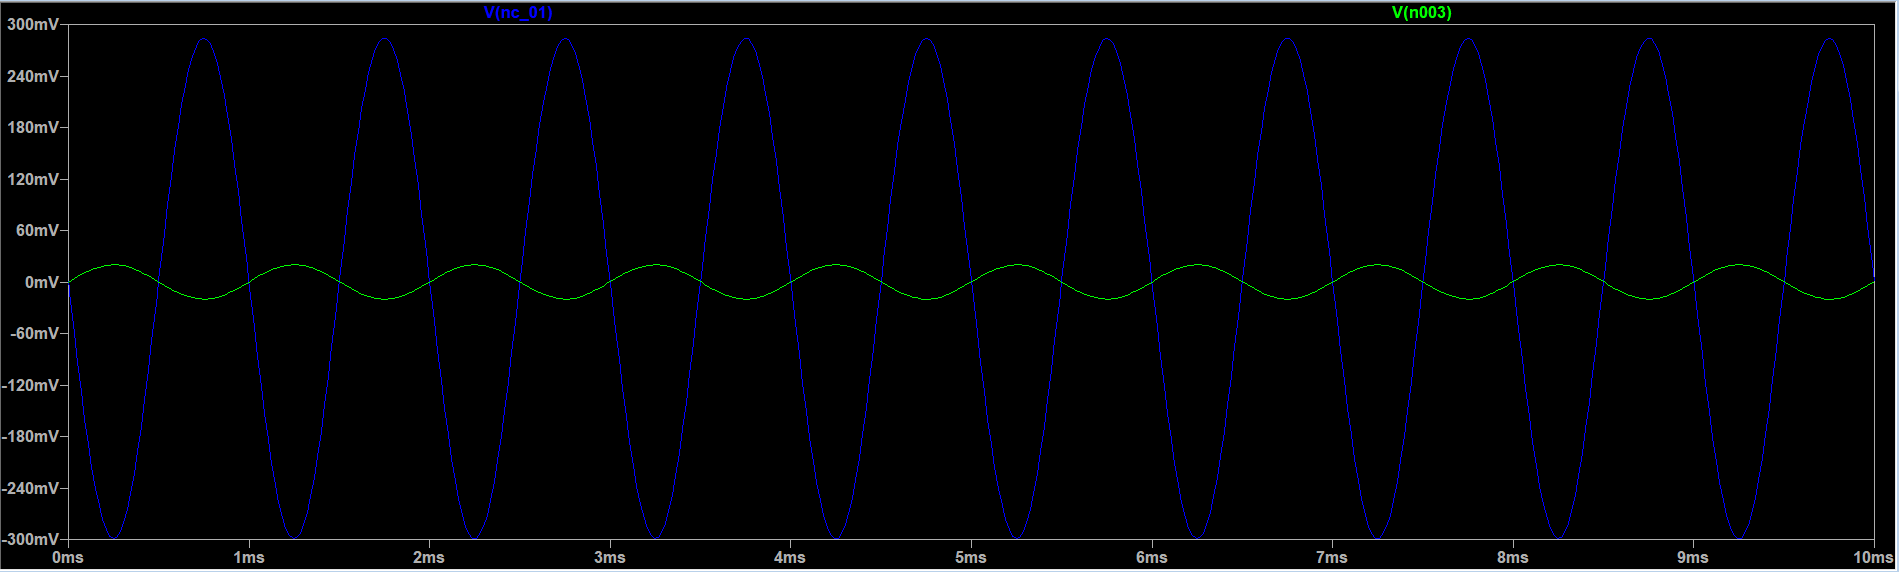 V(nc_01) V(n003)
300mV
240mV
180mV
120mV
60mV
0mV
-60mV
-120mV
-180mV
-240mV
-300mV
0ms 1ms 2ms 3ms 4ms 5ms 6ms 7ms 8ms 9ms 10ms